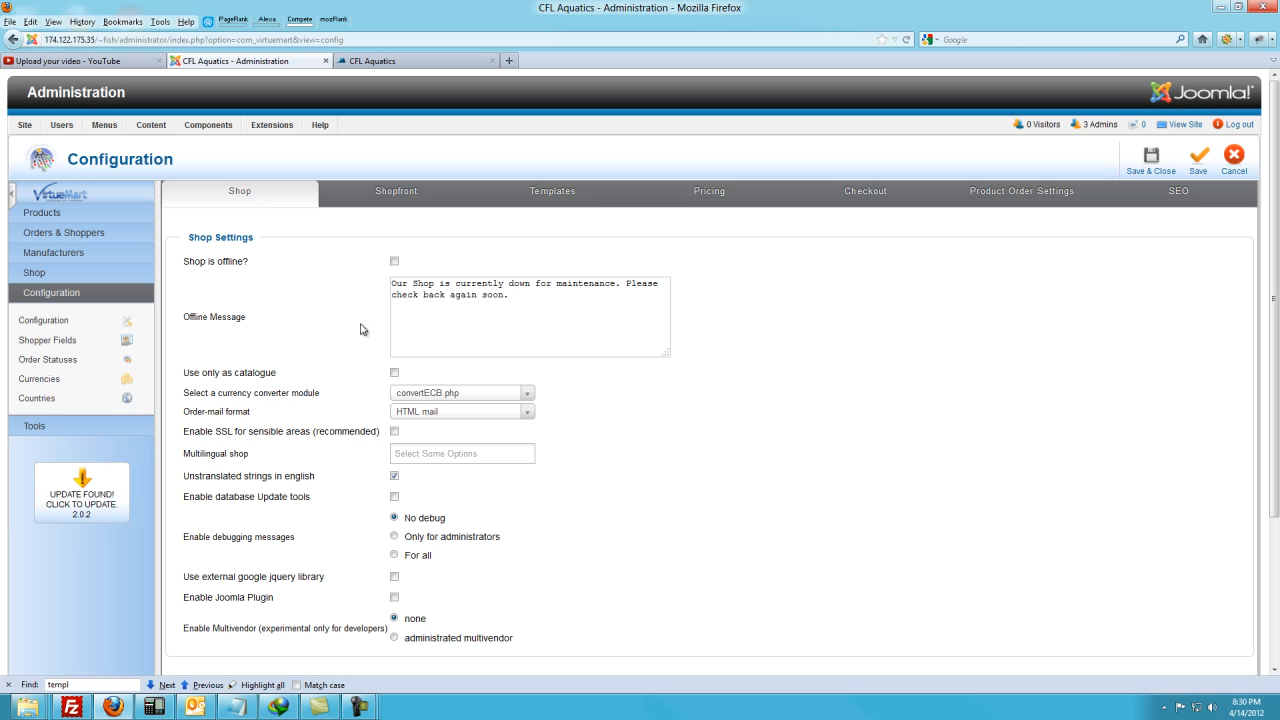 CFL Aquatics - Administration - Mozilla Firefox
File Edit View History Bookmarks Tools Help PageRank Alexa Compete mozRank
174.122.175.35/~fish/administrator/index.php?option=com_virtuemart&view=config
Google
Upload your video - YouTube
CFL Aquatics - Administration
CFL Aquatics
Administration
Joomla!
Site Users Menus Content Components Extensions Help
0 Visitors 3 Admins 0 View Site Log out
Configuration
Save & Close Save Cancel
VirtueMart
Shop Shopfront Templates Pricing Checkout Product Order Settings SEO
Products
Orders & Shoppers
Manufacturers
Shop
Configuration
Configuration
Shopper Fields
Order Statuses
Currencies
Countries
Tools
UPDATE FOUND!
CLICK TO UPDATE.
2.0.2
Shop Settings
Shop is offline?
Offline Message
Our Shop is currently down for maintenance. Please
check back again soon.
Use only as catalogue
Select a currency converter module convertECB.php
Order-mail format HTML mail
Enable SSL for sensible areas (recommended)
Multilingual shop Select Some Options
Unstranslated strings in english
Enable database Update tools
Enable debugging messages
No debug
Only for administrators
For all
Use external google jquery library
Enable Joomla Plugin
Enable Multivendor (experimental only for developers)
none
administrated multivendor
Find: templ Next Previous Highlight all Match case
8:30 PM
4/14/2012